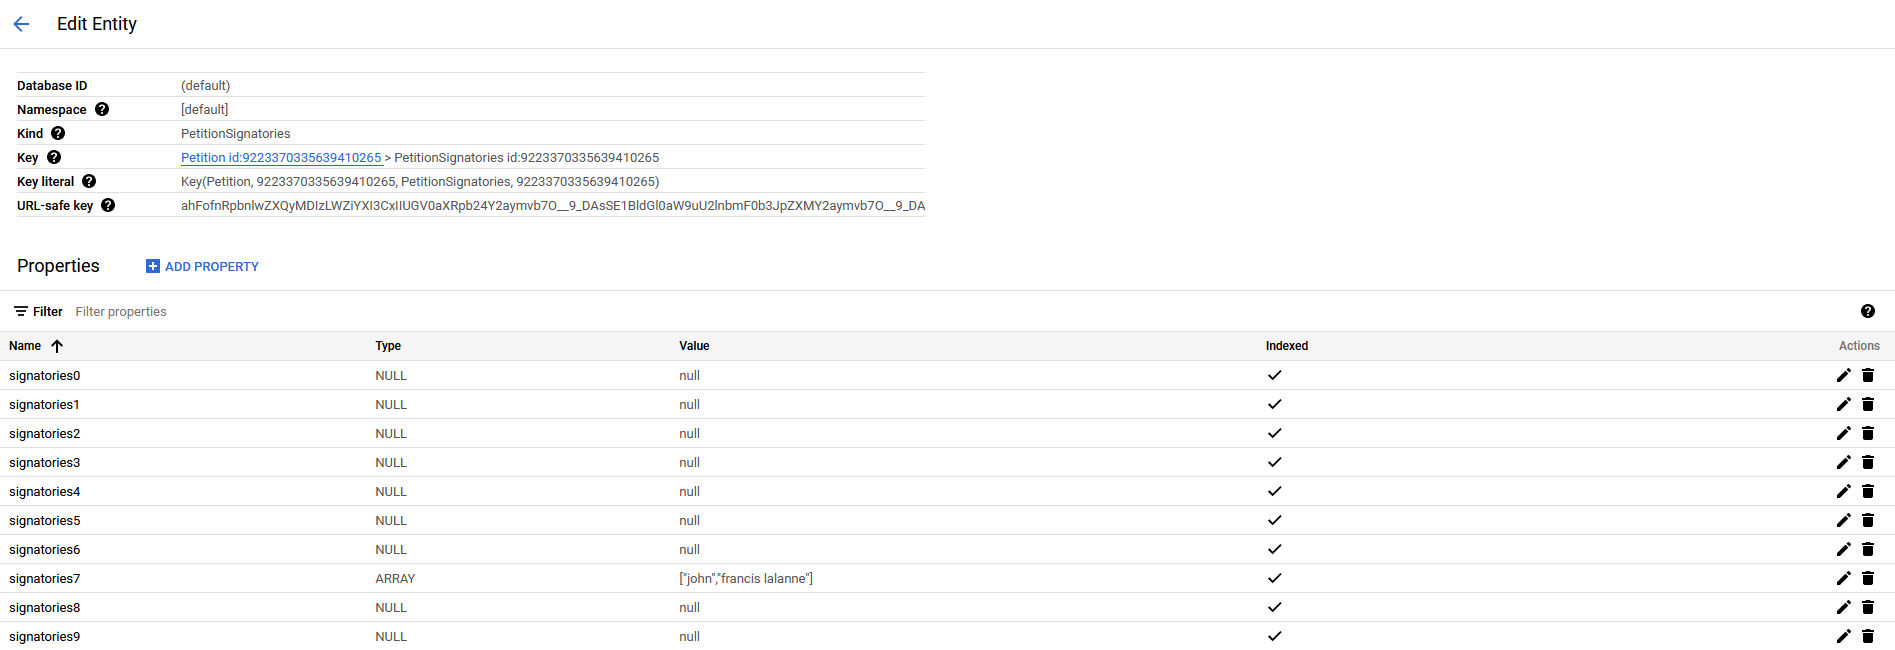 Edit Entity
Database ID (default)
Namespace [default]
Kind PetitionSignatories
Key Petition id:9223370335639410265 > PetitionSignatories id:9223370335639410265
Key literal Key(Petition, 9223370335639410265, PetitionSignatories, 9223370335639410265)
URL-safe key ahFofnRpbnlwZXQyMDIzLWZiYXI3CxIIUGV0aXRpb24Y2aymvb7O__9_DAsSE1BldGl0aW9uU2lnbmF0b3JpZXMY2aymvb7O__9_DA
Properties ADD PROPERTY
Filter Filter properties
Name Type Value Indexed Actions
signatories0 NULL null
signatories1 NULL null
signatories2 NULL null
signatories3 NULL null
signatories4 NULL null
signatories5 NULL null
signatories6 NULL null
signatories7 ARRAY ["john","francis lalanne"]
signatories8 NULL null
signatories9 NULL null